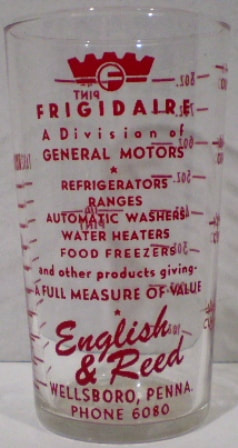 FRIGIDAIRE
A Division of
GENERAL MOTORS
REFRIGERATORS
RANGES
AUTOMATIC WASHERS
WATER HEATERS
FOOD FREEZERS
and other products giving-
A FULL MEASURE OF VALUE
English
& Reed
WELLSBORO, PENNA.
PHONE 6080